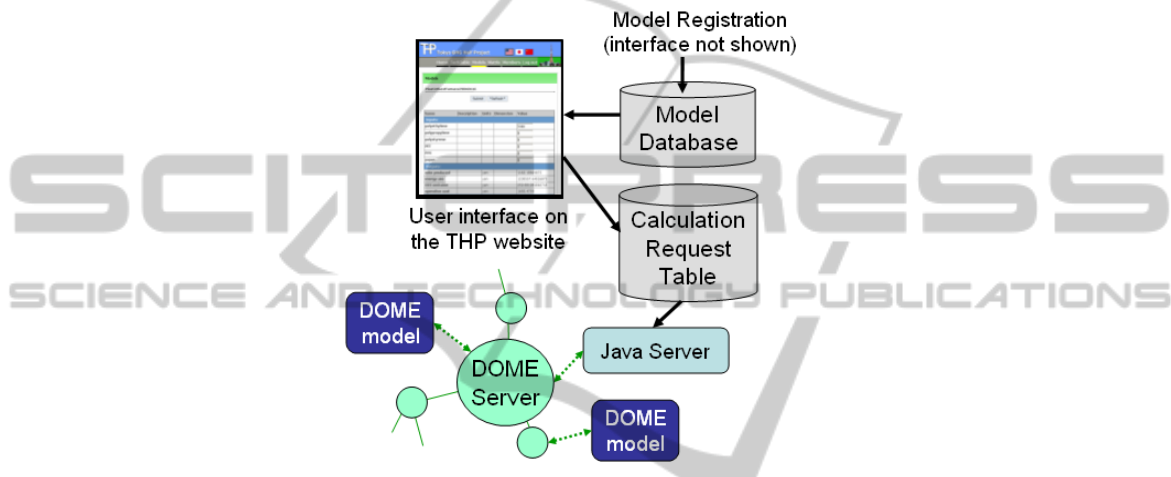 Model Registration
(interface not shown)
THP
Model
Database
User interface on
the THP website
Calculation
Request
Table
SCITEPRESS
SCIENCE AND TECHNOLOGY PUBLICATIONS
DOME
model
Java Server
DOME
Server
DOME
model